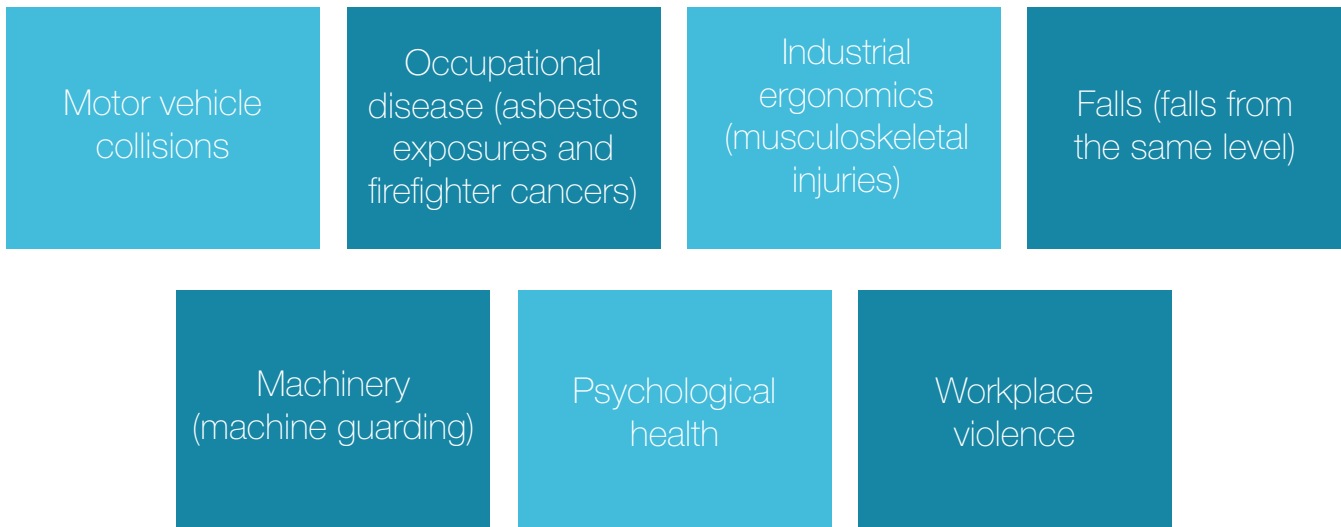 Motor vehicle
collisions
Occupational
disease (asbestos
exposures and
firefighter cancers)
Industrial
ergonomics
(musculoskeletal
injuries)
Falls (falls from
the same level)
Machinery
(machine guarding)
Psychological
health
Workplace
violence